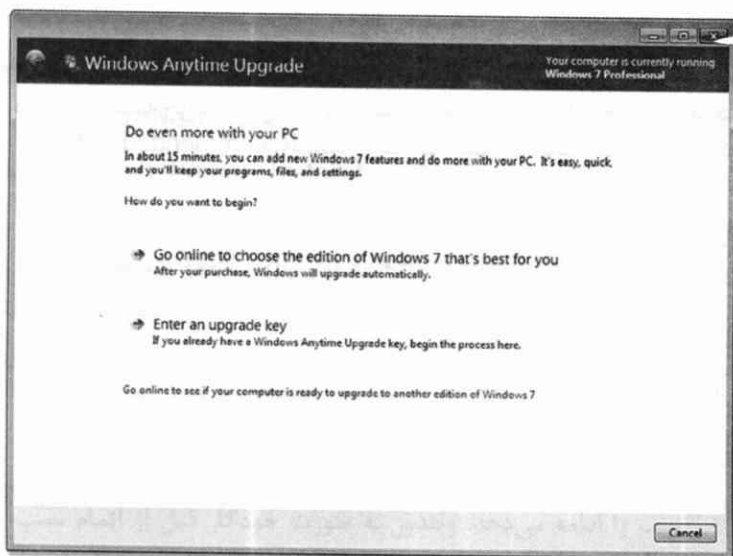 Windows Anytime Upgrade
Your computer is currently running
Windows 7 Professional
Do even more with your PC
In about 15 minutes, you can add new Windows 7 features and do more with your PC. It's easy, quick,
and you'll keep your programs, files, and settings.
How do you want to begin?
Go online to choose the edition of Windows 7 that's best for you
After your purchase, Windows will upgrade automatically.
Enter an upgrade key
If you already have a Windows Anytime Upgrade key, begin the process here.
Go online to see if your computer is ready to upgrade to another edition of Windows 7
Cancel